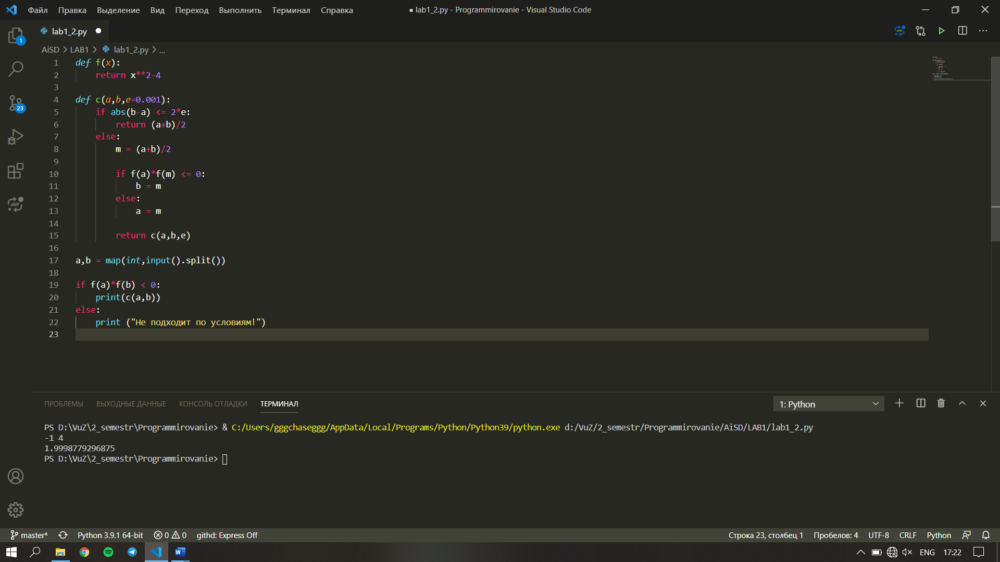 Файл Правка Выделение Вид Переход Выполнить Терминал Справка ● lab1_2.py - Programmirovanie - Visual Studio Code
lab1_2.py ●
AiSD > LAB1 > lab1_2.py > ...
1 def f(x):
2     return x**2-4
3
4 def c(a,b,e=0.001):
5     if abs(b-a) <= 2*e:
6         return (a+b)/2
7     else:
8         m = (a+b)/2
9
10         if f(a)*f(m) <= 0:
11             b = m
12         else:
13             a = m
14
15         return c(a,b,e)
16
17 a,b = map(int,input().split())
18
19 if f(a)*f(b) < 0:
20     print(c(a,b))
21 else:
22     print ("Не подходит по условиям!")
23
1
23
diff
ПРОБЛЕМЫ ВЫХОДНЫЕ ДАННЫЕ КОНСОЛЬ ОТЛАДКИ ТЕРМИНАЛ 1: Python
PS D:\VuZ\2_semestr\Programmirovanie> & C:/Users/gggchaseggg/AppData/Local/Programs/Python/Python39/python.exe d:/VuZ/2_semestr/Programmirovanie/AiSD/LAB1/lab1_2.py
-1 4
1.9998779296875
PS D:\VuZ\2_semestr\Programmirovanie>
master* Python 3.9.1 64-bit 0 0 githd: Express Off Строка 23, столбец 1 Пробелов: 4 UTF-8 CRLF Python
ENG 17:22